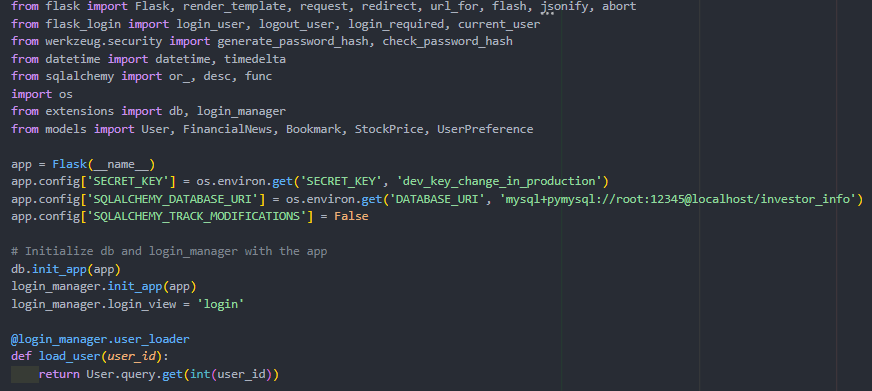 from flask import Flask, render_template, request, redirect, url_for, flash, jsonify, abort
from flask_login import login_user, logout_user, login_required, current_user
from werkzeug.security import generate_password_hash, check_password_hash
from datetime import datetime, timedelta
from sqlalchemy import or_, desc, func
import os
from extensions import db, login_manager
from models import User, FinancialNews, Bookmark, StockPrice, UserPreference
app = Flask(__name__)
app.config['SECRET_KEY'] = os.environ.get('SECRET_KEY', 'dev_key_change_in_production')
app.config['SQLALCHEMY_DATABASE_URI'] = os.environ.get('DATABASE_URI', 'mysql+pymysql://root:12345@localhost/investor_info')
app.config['SQLALCHEMY_TRACK_MODIFICATIONS'] = False
# Initialize db and login_manager with the app
db.init_app(app)
login_manager.init_app(app)
login_manager.login_view = 'login'
@login_manager.user_loader
def load_user(user_id):
    return User.query.get(int(user_id))